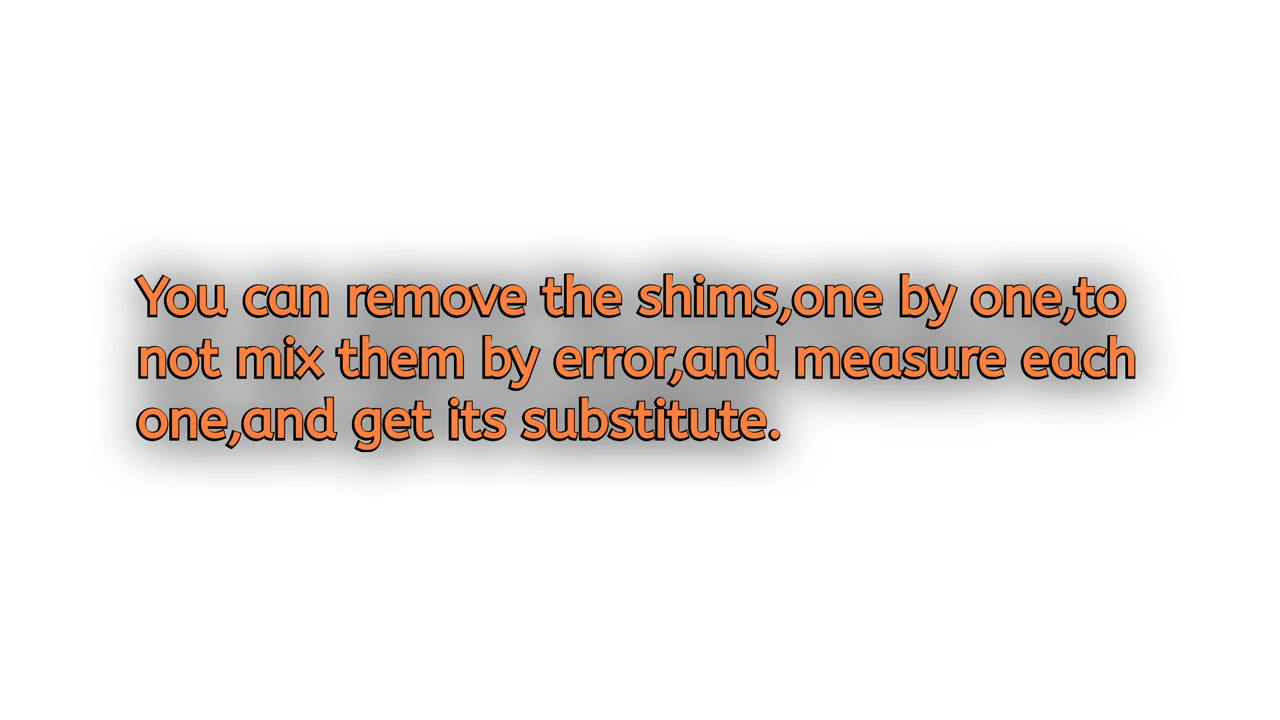 You can remove the shims,one by one,to
not mix them by error,and measure each
one,and get its substitute.